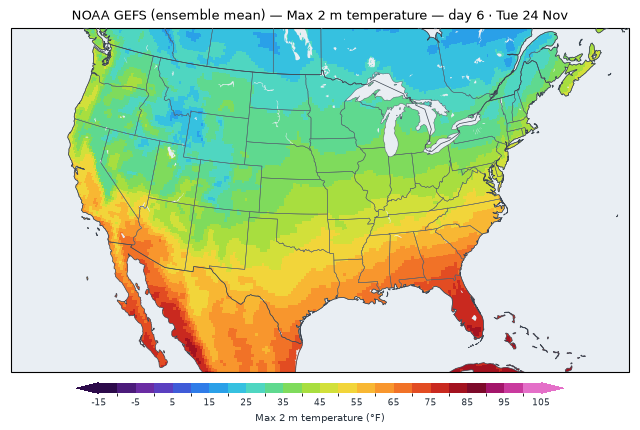 NOAA GEFS (ensemble mean) — Max 2 m temperature — day 6 · Tue 24 Nov
-15 -5 5 15 25 35 45 55 65 75 85 95 105
Max 2 m temperature (°F)